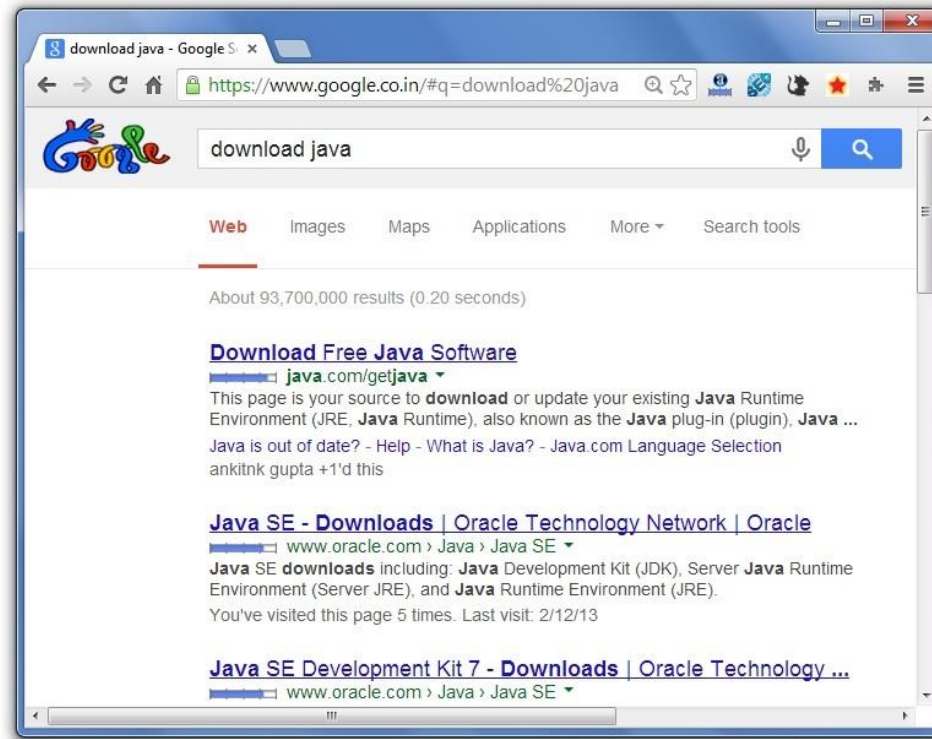 download java - Google S
https://www.google.co.in/#q=download%20java
Google
download java
Web Images Maps Applications More Search tools
About 93,700,000 results (0.20 seconds)
Download Free Java Software
java.com/getjava
This page is your source to download or update your existing Java Runtime
Environment (JRE, Java Runtime), also known as the Java plug-in (plugin), Java ...
Java is out of date? - Help - What is Java? - Java.com Language Selection
ankitnk gupta +1'd this
Java SE - Downloads | Oracle Technology Network | Oracle
www.oracle.com › Java › Java SE
Java SE downloads including: Java Development Kit (JDK), Server Java Runtime
Environment (Server JRE), and Java Runtime Environment (JRE).
You've visited this page 5 times. Last visit: 2/12/13
Java SE Development Kit 7 - Downloads | Oracle Technology ...
www.oracle.com › Java › Java SE